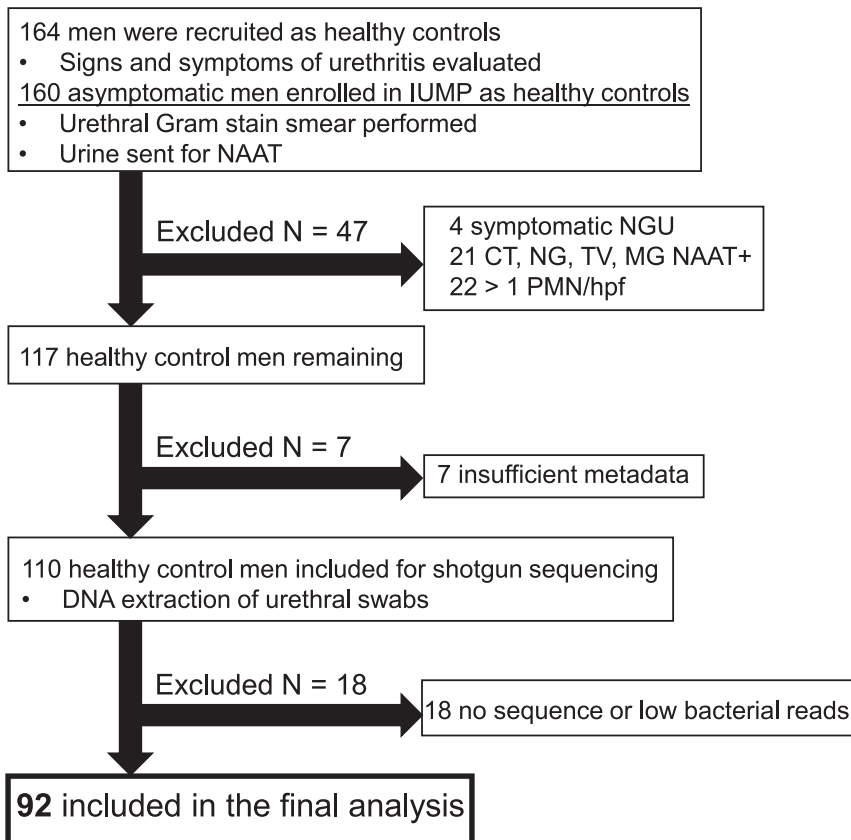 164 men were recruited as healthy controls
• Signs and symptoms of urethritis evaluated
160 asymptomatic men enrolled in IUMP as healthy controls
• Urethral Gram stain smear performed
• Urine sent for NAAT
Excluded N = 47
4 symptomatic NGU
21 CT, NG, TV, MG NAAT+
22 > 1 PMN/hpf
117 healthy control men remaining
Excluded N = 7
7 insufficient metadata
110 healthy control men included for shotgun sequencing
• DNA extraction of urethral swabs
Excluded N = 18
18 no sequence or low bacterial reads
92 included in the final analysis